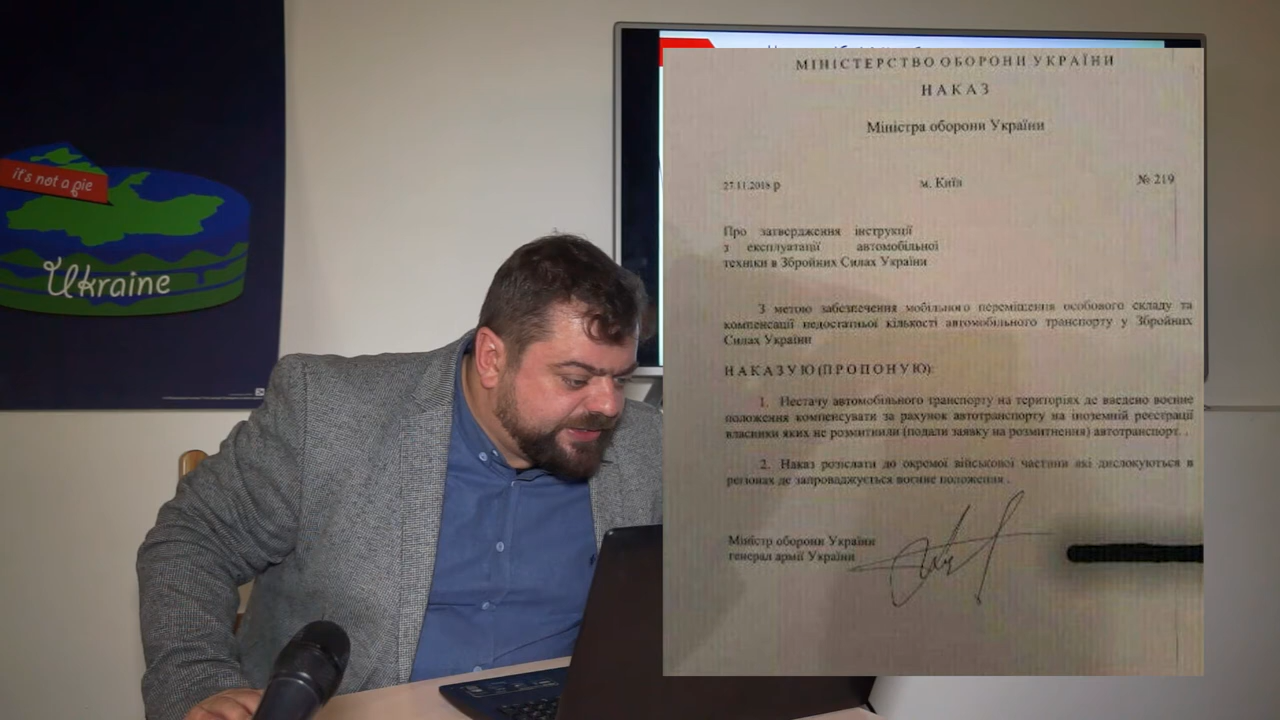 it's not a pie
Ukraine
МІНІСТЕРСТВО ОБОРОНИ УКРАЇНИ
НАКАЗ
Міністра оборони України
27.11.2018 р
м. Київ
№ 219
Про затвердження інструкції
з експлуатації автомобільної
техніки в Збройних Силах України
З метою забезпечення мобільного переміщення особового складу та
компенсації недостатньої кількості автомобільного транспорту у Збройних
Силах України
НАКАЗУЮ (ПРОПОНУЮ):
1. Нестачу автомобільного транспорту на територіях де введено воєнне
положення компенсувати за рахунок автотранспорту на іноземній реєстрації
власники яких не розмитнили (подали заявку на розмитнення) автотранспорт. .
2. Наказ розіслати до окремої військової частини які дислокуються в
регіонах де запроваджується воєнне положення .
Міністр оборони України
генерал армії України